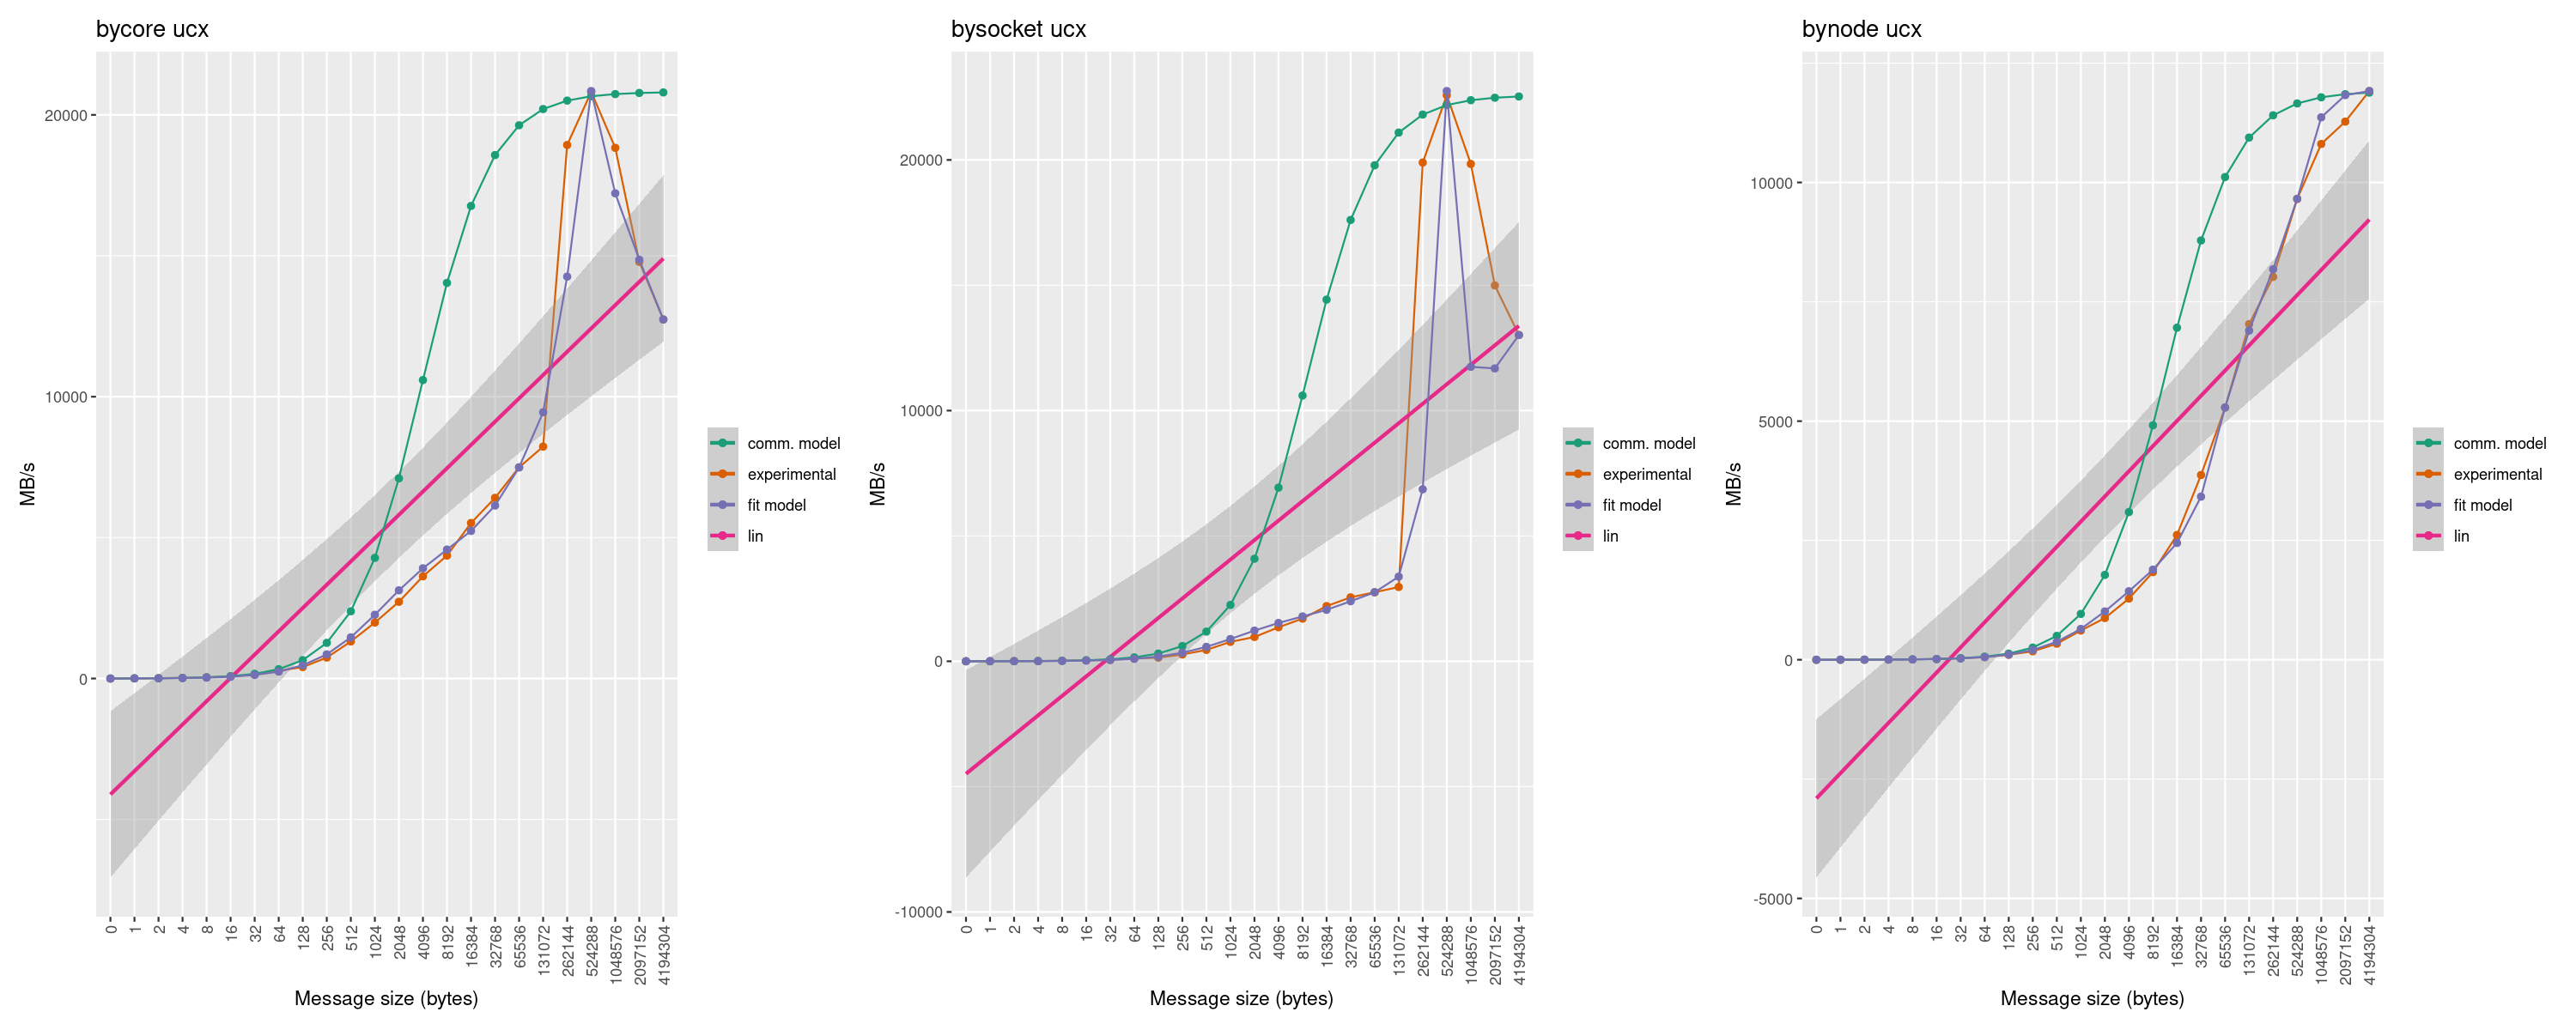 bycore ucx
MB/s
20000
10000
0
0 1 2 4 8 16 32 64 128 256 512 1024 2048 4096 8192 16384 32768 65536 131072 262144 524288 1048576 2097152 4194304
Message size (bytes)
comm. model
experimental
fit model
lin
bysocket ucx
MB/s
20000
10000
0
-10000
0 1 2 4 8 16 32 64 128 256 512 1024 2048 4096 8192 16384 32768 65536 131072 262144 524288 1048576 2097152 4194304
Message size (bytes)
comm. model
experimental
fit model
lin
bynode ucx
MB/s
10000
5000
0
-5000
0 1 2 4 8 16 32 64 128 256 512 1024 2048 4096 8192 16384 32768 65536 131072 262144 524288 1048576 2097152 4194304
Message size (bytes)
comm. model
experimental
fit model
lin